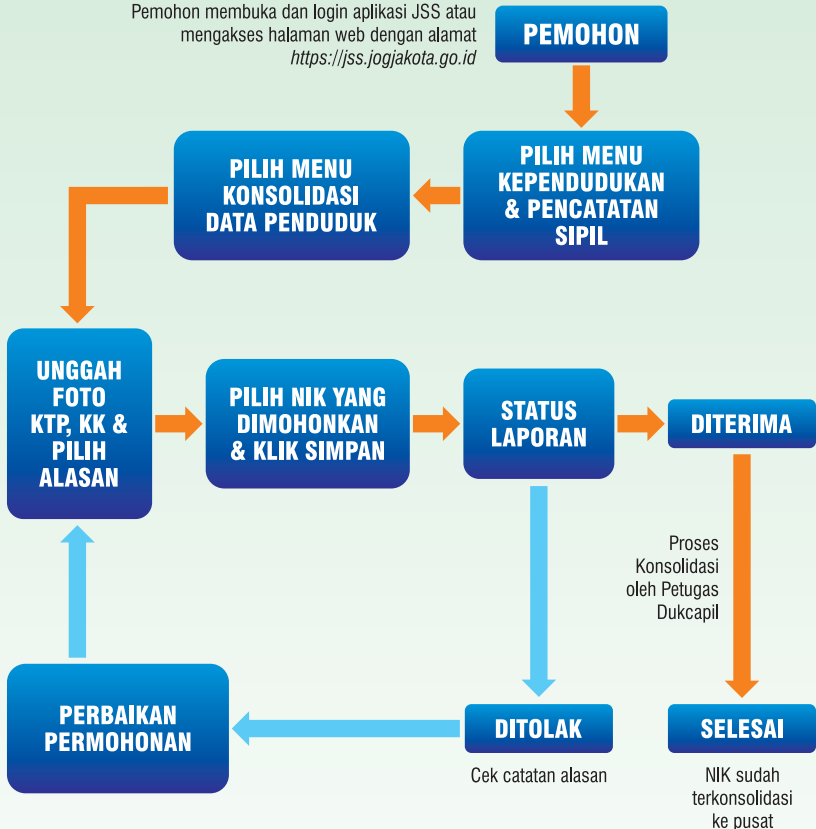 Pemohon membuka dan login aplikasi JSS atau
mengakses halaman web dengan alamat
https://jss.jogjakota.go.id
PEMOHON
PILIH MENU
KEPENDUDUKAN
& PENCATATAN
SIPIL
PILIH MENU
KONSOLIDASI
DATA PENDUDUK
UNGGAH
FOTO
KTP, KK &
PILIH
ALASAN
PILIH NIK YANG
DIMOHONKAN
& KLIK SIMPAN
STATUS
LAPORAN
DITERIMA
Proses
Konsolidasi
oleh Petugas
Dukcapil
SELESAI
NIK sudah
terkonsolidasi
ke pusat
DITOLAK
Cek catatan alasan
PERBAIKAN
PERMOHONAN